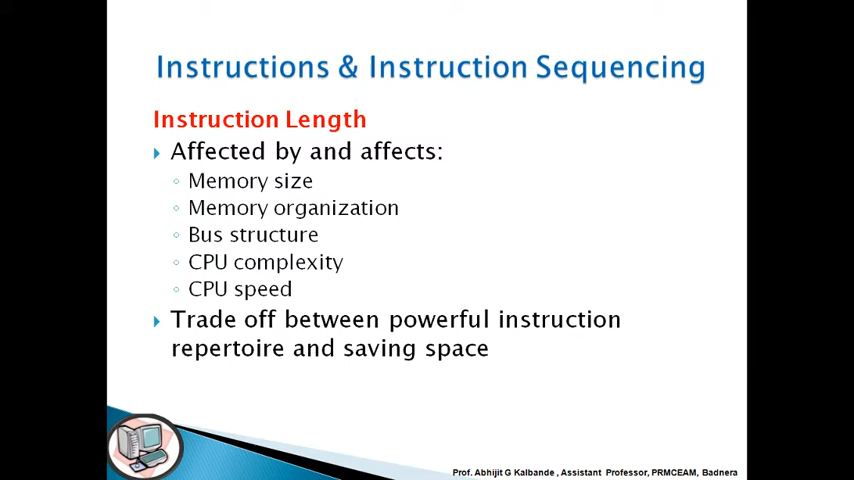 Instructions & Instruction Sequencing
Instruction Length
Affected by and affects:
Memory size
Memory organization
Bus structure
CPU complexity
CPU speed
Trade off between powerful instruction
repertoire and saving space
Prof. Abhijit G Kalbande , Assistant Professor, PRMCEAM, Badnera